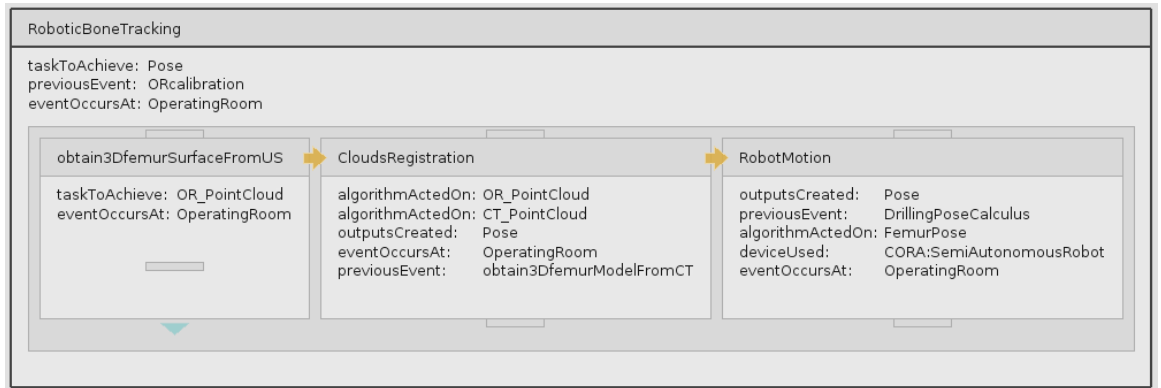 RoboticBoneTracking
taskToAchieve: Pose
previousEvent: ORcalibration
eventOccursAt: OperatingRoom
obtain3DfemurSurfaceFromUS
taskToAchieve: OR_PointCloud
eventOccursAt: OperatingRoom
CloudsRegistration
algorithmActedOn: OR_PointCloud
algorithmActedOn: CT_PointCloud
outputsCreated: Pose
eventOccursAt: OperatingRoom
previousEvent: obtain3DfemurModelFromCT
RobotMotion
outputsCreated: Pose
previousEvent: DrillingPoseCalculus
algorithmActedOn: FemurPose
deviceUsed: CORA:SemiAutonomousRobot
eventOccursAt: OperatingRoom